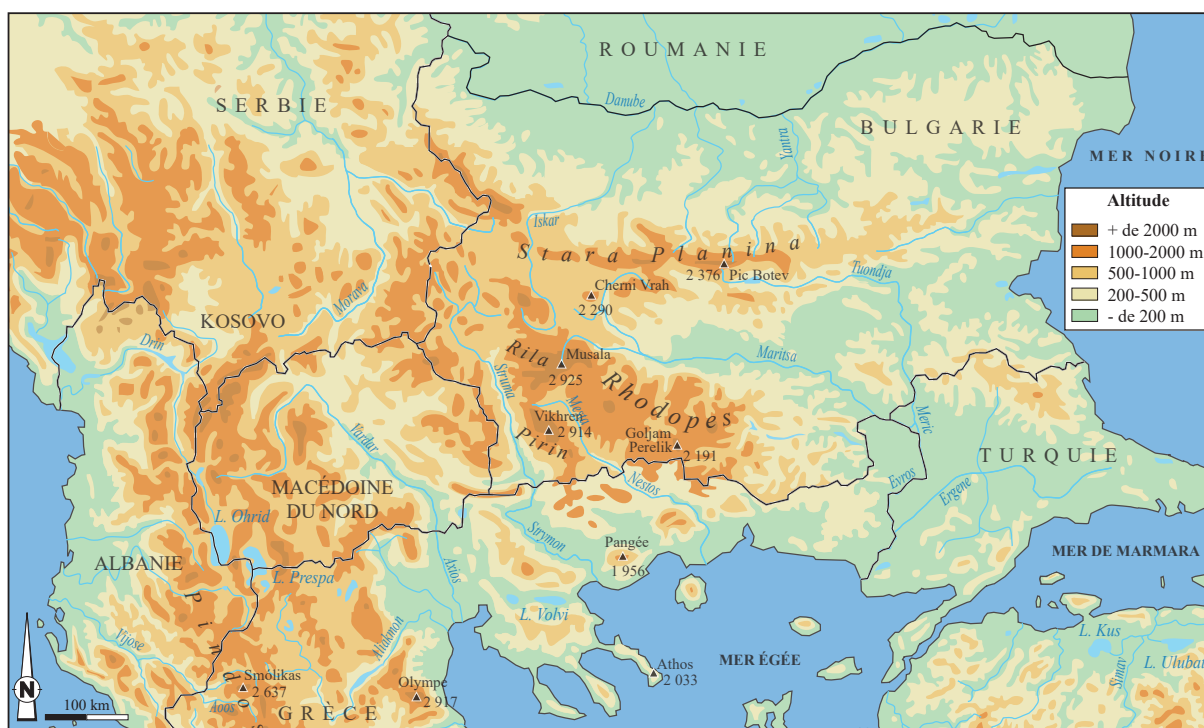 ROUMANIE
SERBIE
Danube
BULGARIE
Yantra
MER NOIRE
Altitude
+ de 2000 m
1000-2000 m
500-1000 m
200-500 m
- de 200 m
Iskar
Stara Planina
2 376
Pic Botev
Tuondja
Cherni Vrah
2 290
Morava
KOSOVO
Drin
Rila
Musala
2 925
Maritsa
Struma
Rhodopes
Mesta
Vikhren
2 914
Pirin
Goljam
Perelik
2 191
Meric
Vardar
TURQUIE
Evros
Ergene
MACÉDOINE
DU NORD
Nestos
L. Ohrid
Strymon
Pangée
1 956
MER DE MARMARA
ALBANIE
Axios
L. Prespa
Pindos
L. Volvi
L. Kus
Vijose
Aliakmon
Simav
L. Ulubat
MER ÉGÉE
Athos
2 033
Smólikas
2 637
Olympe
2 917
Aoos
GRÈCE
N
100 km